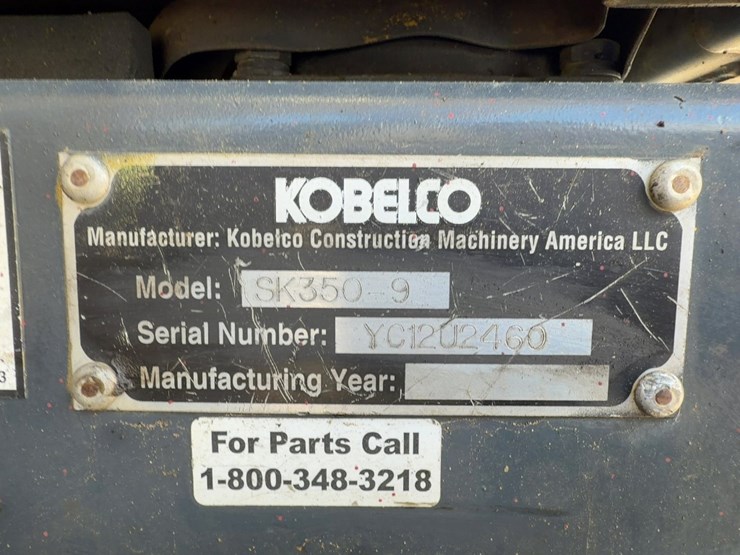 KOBELCO
Manufacturer: Kobelco Construction Machinery America LLC
Model: SK350-9
Serial Number: YC12U2460
Manufacturing Year:
For Parts Call
1-800-348-3218
3